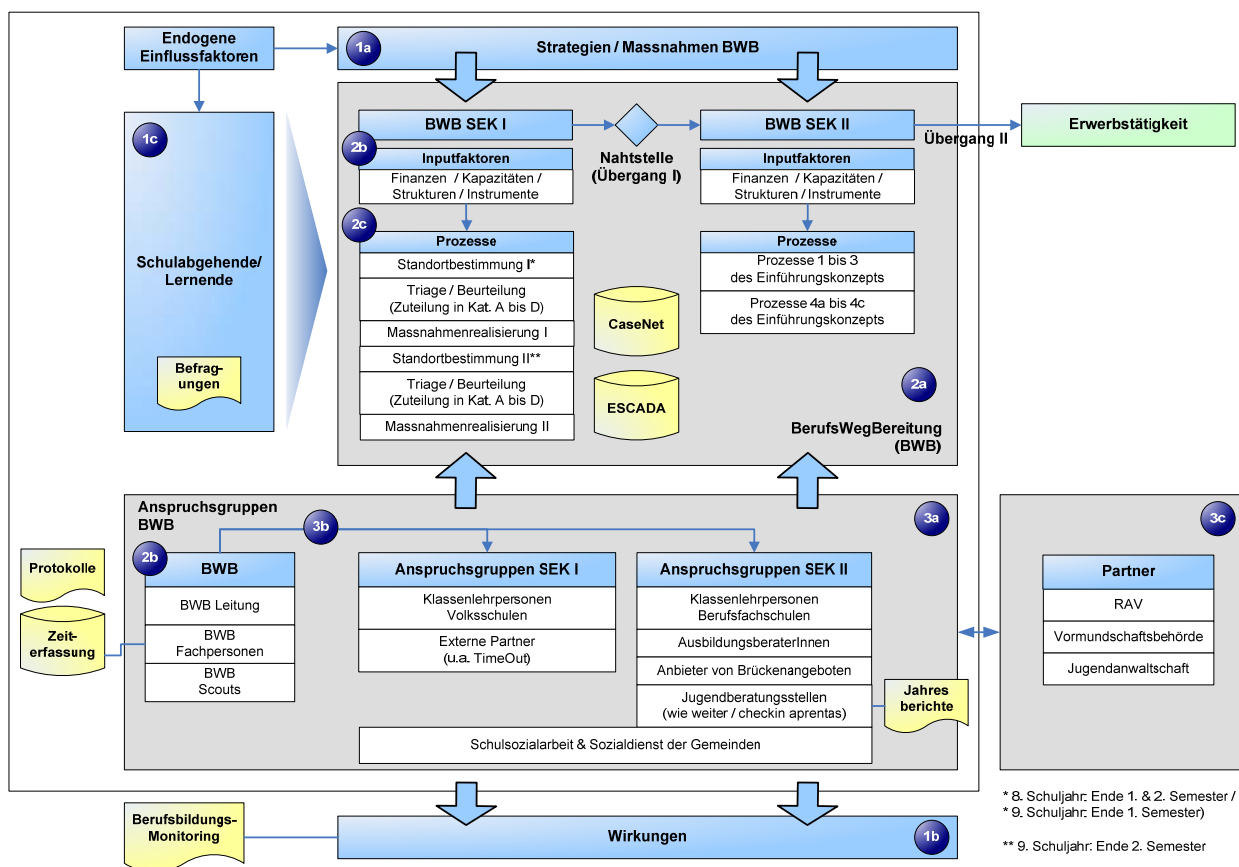 Endogene
Einflussfaktoren
1a
Strategien / Massnahmen BWB
1c
Schulabgehende/
Lernende
Befrag-
ungen
BWB SEK I
Nahtstelle
(Übergang I)
BWB SEK II
Übergang II
Erwerbstätigkeit
2b
Inputfaktoren
Finanzen / Kapazitäten /
Strukturen / Instrumente
2c
Prozesse
Standortbestimmung I*
Triage / Beurteilung
(Zuteilung in Kat. A bis D)
Massnahmenrealisierung I
Standortbestimmung II**
Triage / Beurteilung
(Zuteilung in Kat. A bis D)
Massnahmenrealisierung II
CaseNet
ESCADA
Inputfaktoren
Finanzen / Kapazitäten /
Strukturen / Instrumente
Prozesse
Prozesse 1 bis 3
des Einführungskonzepts
Prozesse 4a bis 4c
des Einführungskonzepts
2a
BerufsWegBereitung
(BWB)
Anspruchsgruppen
BWB
3b
3a
3c
Protokolle
Zeit-
erfassung
2b
BWB
BWB Leitung
BWB
Fachpersonen
BWB
Scouts
Anspruchsgruppen SEK I
Klassenlehrpersonen
Volksschulen
Externe Partner
(u.a. TimeOut)
Anspruchsgruppen SEK II
Klassenlehrpersonen
Berufsfachschulen
AusbildungsberaterInnen
Anbieter von Brückenangeboten
Jugendberatungsstellen
(wie weiter / checkin aprentas)
Jahres
berichte
Schulsozialarbeit & Sozialdienst der Gemeinden
Partner
RAV
Vormundschaftsbehörde
Jugendanwaltschaft
Berufsbildungs-
Monitoring
Wirkungen
1b
* 8. Schuljahr: Ende 1. & 2. Semester /
* 9. Schuljahr: Ende 1. Semester)
** 9. Schuljahr: Ende 2. Semester